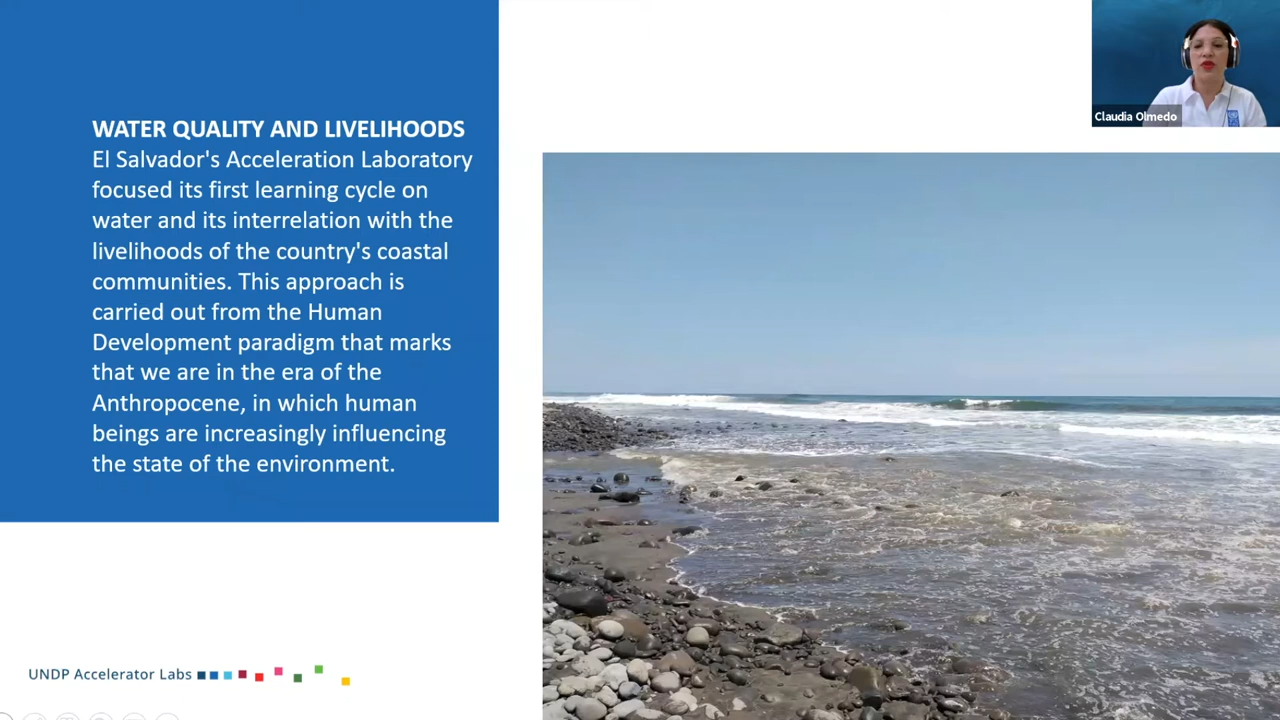 WATER QUALITY AND LIVELIHOODS
El Salvador's Acceleration Laboratory
focused its first learning cycle on
water and its interrelation with the
livelihoods of the country's coastal
communities. This approach is
carried out from the Human
Development paradigm that marks
that we are in the era of the
Anthropocene, in which human
beings are increasingly influencing
the state of the environment.
Claudia Olmedo
UNDP Accelerator Labs